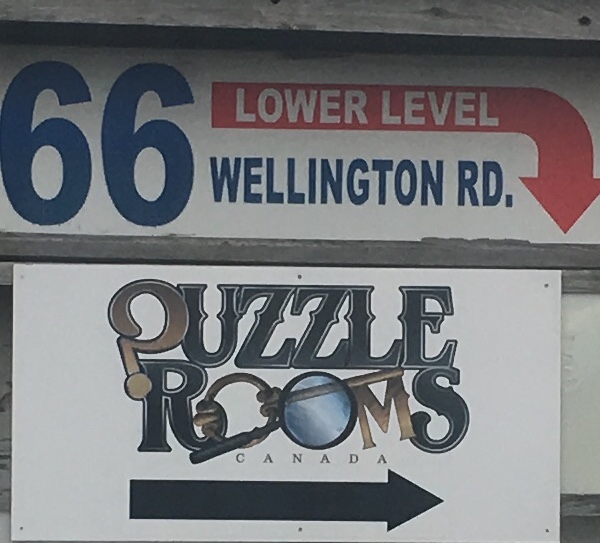 66 LOWER LEVEL
WELLINGTON RD.
PUZZLE
ROOMS
CANADA